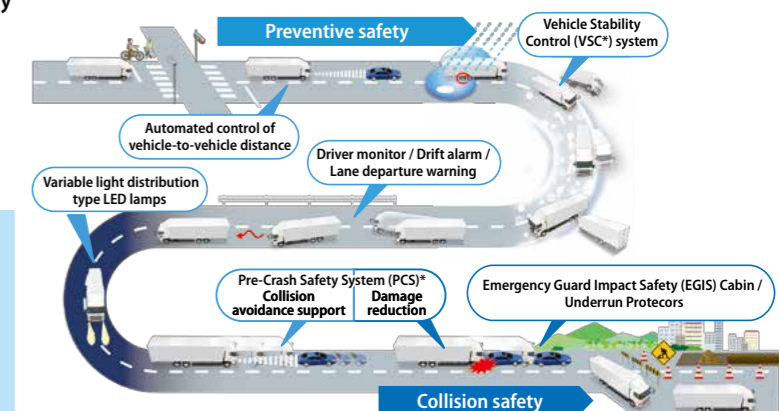 y
Preventive safety
Vehicle Stability
Control (VSC*) system
Automated control of
vehicle-to-vehicle distance
Driver monitor / Drift alarm /
Lane departure warning
Variable light distribution
type LED lamps
Pre-Crash Safety System (PCS)*
Collision
avoidance support
Damage
reduction
Emergency Guard Impact Safety (EGIS) Cabin /
Underrun Protecors
Collision safety